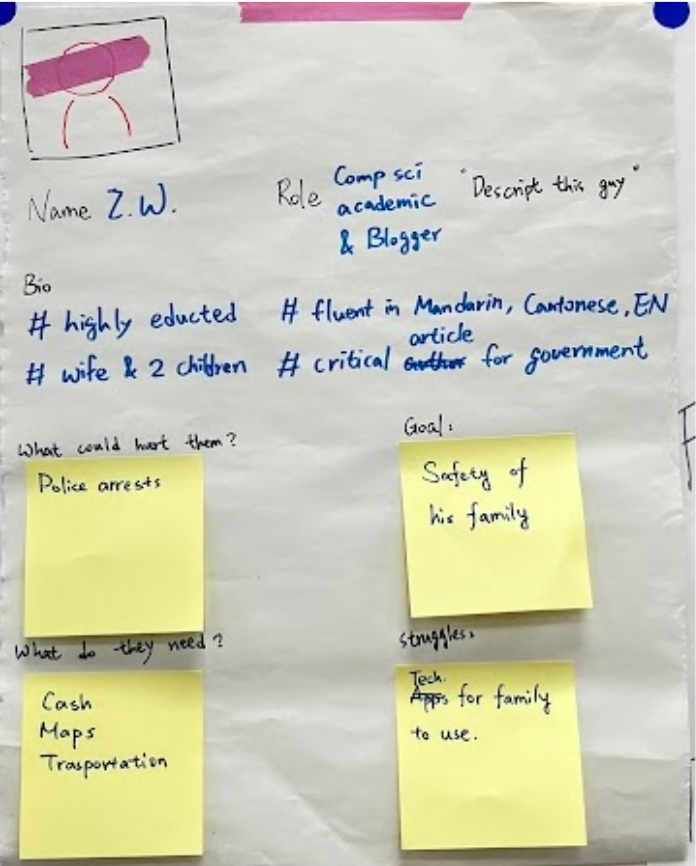 Name Z.W.
Role Comp sci
academic
& Blogger
"Descript this guy"
Bio
# highly educted
# fluent in Mandarin, Cantonese, EN
# wife & 2 children
article
# critical author for government
What could hurt them?
Police arrests
Goal:
Safety of
his family
What do they need?
Cash
Maps
Trasportation
Struggles:
Tech.
Apps for family
to use.